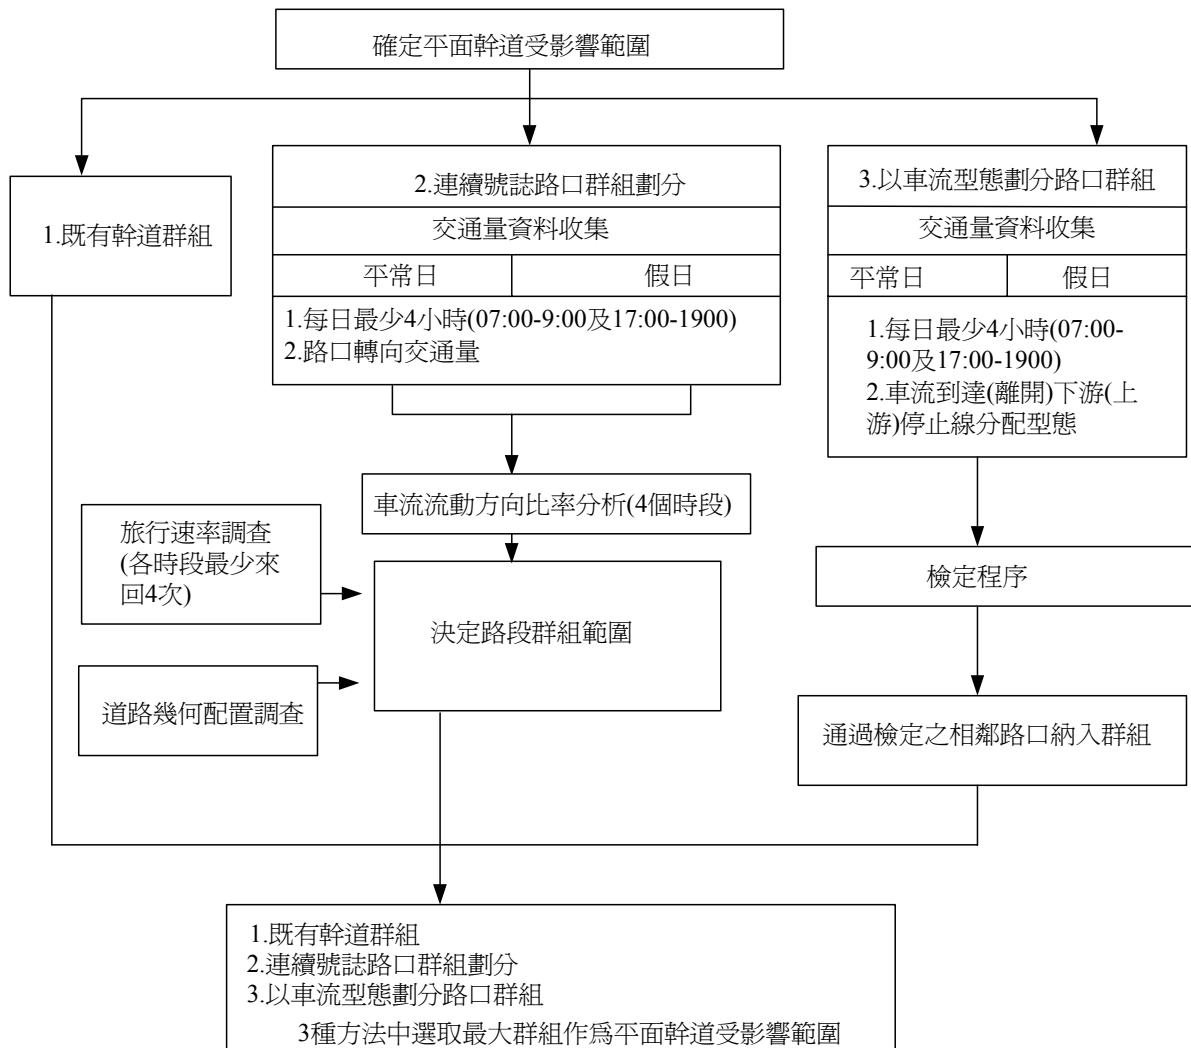 確定平面幹道受影響範圍
1.既有幹道群組
2.連續號誌路口群組劃分
交通量資料收集
平常日
假日
1.每日最少4小時(07:00-9:00及17:00-1900)
2.路口轉向交通量
3.以車流型態劃分路口群組
交通量資料收集
平常日
假日
1.每日最少4小時(07:00-
9:00及17:00-1900)
2.車流到達(離開)下游(上
游)停止線分配型態
車流流動方向比率分析(4個時段)
旅行速率調查
(各時段最少來
回4次)
決定路段群組範圍
道路幾何配置調查
檢定程序
通過檢定之相鄰路口納入群組
1.既有幹道群組
2.連續號誌路口群組劃分
3.以車流型態劃分路口群組
3種方法中選取最大群組作爲平面幹道受影響範圍